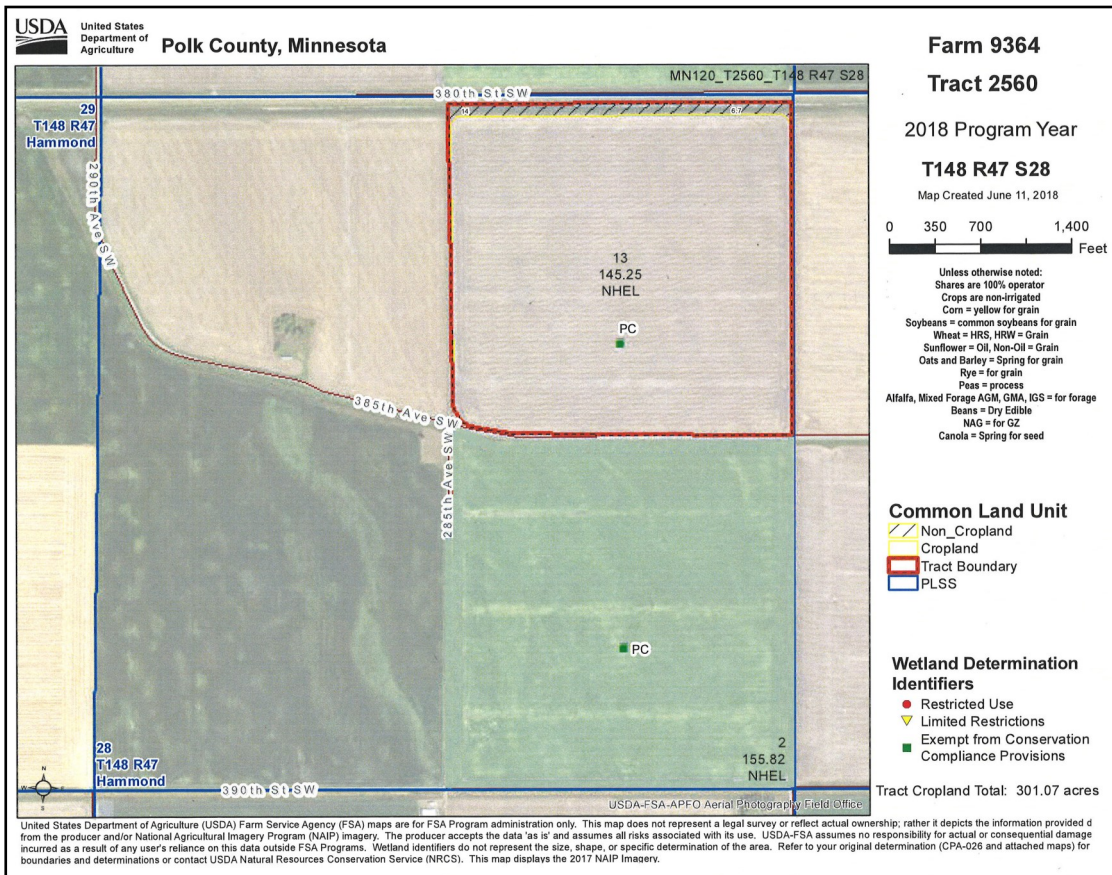 USDA
United States
Department of
Agriculture
Polk County, Minnesota
Farm 9364
Tract 2560
2018 Program Year
T148 R47 S28
Map Created June 11, 2018
0 350 700 1,400
Feet
Unless otherwise noted:
Shares are 100% operator
Crops are non-irrigated
Corn = yellow for grain
Soybeans = common soybeans for grain
Wheat = HRS, HRW = Grain
Sunflower = Oil, Non-Oil = Grain
Oats and Barley = Spring for grain
Rye = for grain
Peas = process
Alfalfa, Mixed Forage AGM, GMA, IGS = for forage
Beans = Dry Edible
NAG = for GZ
Canola = Spring for seed
Common Land Unit
Non_Cropland
Cropland
Tract Boundary
PLSS
Wetland Determination
Identifiers
Restricted Use
Limited Restrictions
Exempt from Conservation
Compliance Provisions
Tract Cropland Total: 301.07 acres
MN120_T2560_T148 R47 S28
380th St SW
29
T148 R47
Hammond
14
6.7
290th Ave SW
13
145.25
NHEL
PC
385th Ave SW
285th Ave SW
PC
2
155.82
NHEL
28
T148 R47
Hammond
N
W
E
S
390th St SW
USDA-FSA-APFO Aerial Photography Field Office
United States Department of Agriculture (USDA) Farm Service Agency (FSA) maps are for FSA Program administration only. This map does not represent a legal survey or reflect actual ownership; rather it depicts the information provided d
from the producer and/or National Agricultural Imagery Program (NAIP) imagery. The producer accepts the data 'as is' and assumes all risks associated with its use. USDA-FSA assumes no responsibility for actual or consequential damage
incurred as a result of any user's reliance on this data outside FSA Programs. Wetland identifiers do not represent the size, shape, or specific determination of the area. Refer to your original determination (CPA-026 and attached maps) for
boundaries and determinations or contact USDA Natural Resources Conservation Service (NRCS). This map displays the 2017 NAIP Imagery.